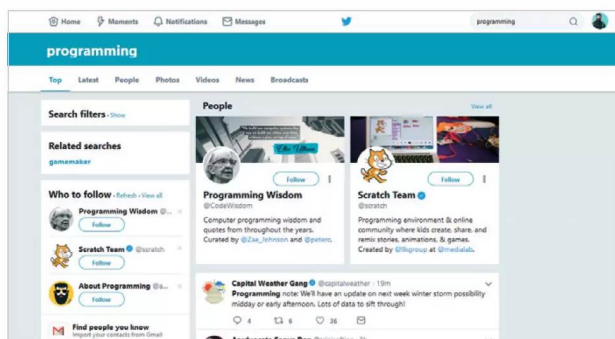 Home Moments Notifications Messages
programming
programming
Top Latest People Photos Videos News Broadcasts
Search filters · Show
Related searches
gamemaker
Who to follow · Refresh · View all
Programming Wisdom @...
Follow
Scratch Team @scratch
Follow
About Programming @a...
Follow
Find people you know
Import your contacts from Gmail
People
View all
Follow
Programming Wisdom
@CodeWisdom
Computer programming wisdom and
quotes from throughout the years.
Curated by
Follow
Scratch Team
@scratch
Programming environment & online
community where kids create, share, and
remix stories, animations, & games.
Created by @llkgroup at @medialab.
Capital Weather Gang @capitalweather · 19m
Programming note: We'll have an update on next week winter storm possibility
midday or early afternoon. Lots of data to sift through!
4 6 36